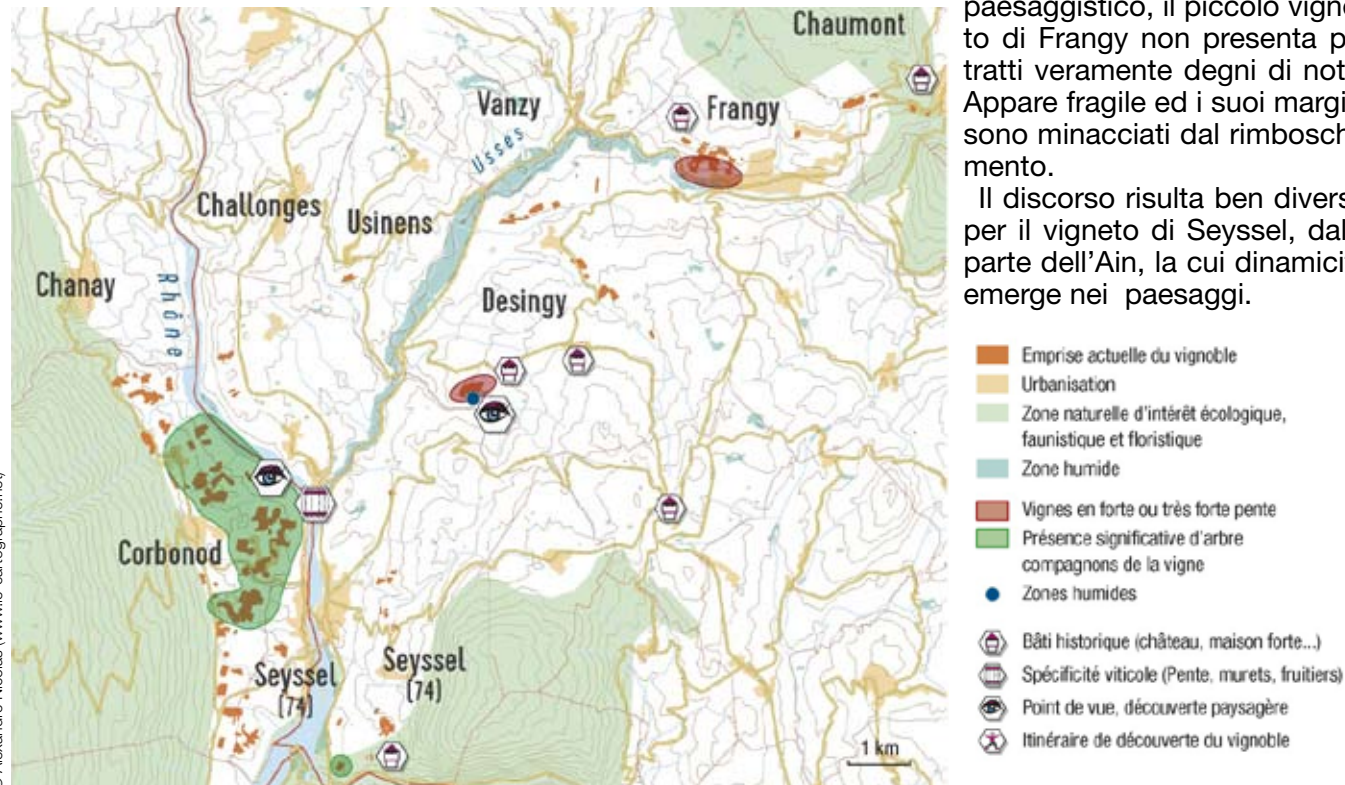 paesaggistico, il piccolo vigne
to di Frangy non presenta p
tratti veramente degni di not
Appare fragile ed i suoi margi
sono minacciati dal rimbosch
mento.
Il discorso risulta ben divers
per il vigneto di Seyssel, dal
parte dell'Ain, la cui dinamici
emerge nei paesaggi.
Chaumont
Vanzy
Frangy
Usses
Challonges
Usinens
Chanay
Rhône
Desingy
Corbonod
Seyssel
(74)
Seyssel
(74)
1 km
Emprise actuelle du vignoble
Urbanisation
Zone naturelle d'intérêt écologique,
faunistique et floristique
Zone humide
Vignes en forte ou très forte pente
Présence significative d'arbre
compagnons de la vigne
Zones humides
Bâti historique (château, maison forte...)
Spécificité viticole (Pente, murets, fruitiers)
Point de vue, découverte paysagère
Itinéraire de découverte du vignoble